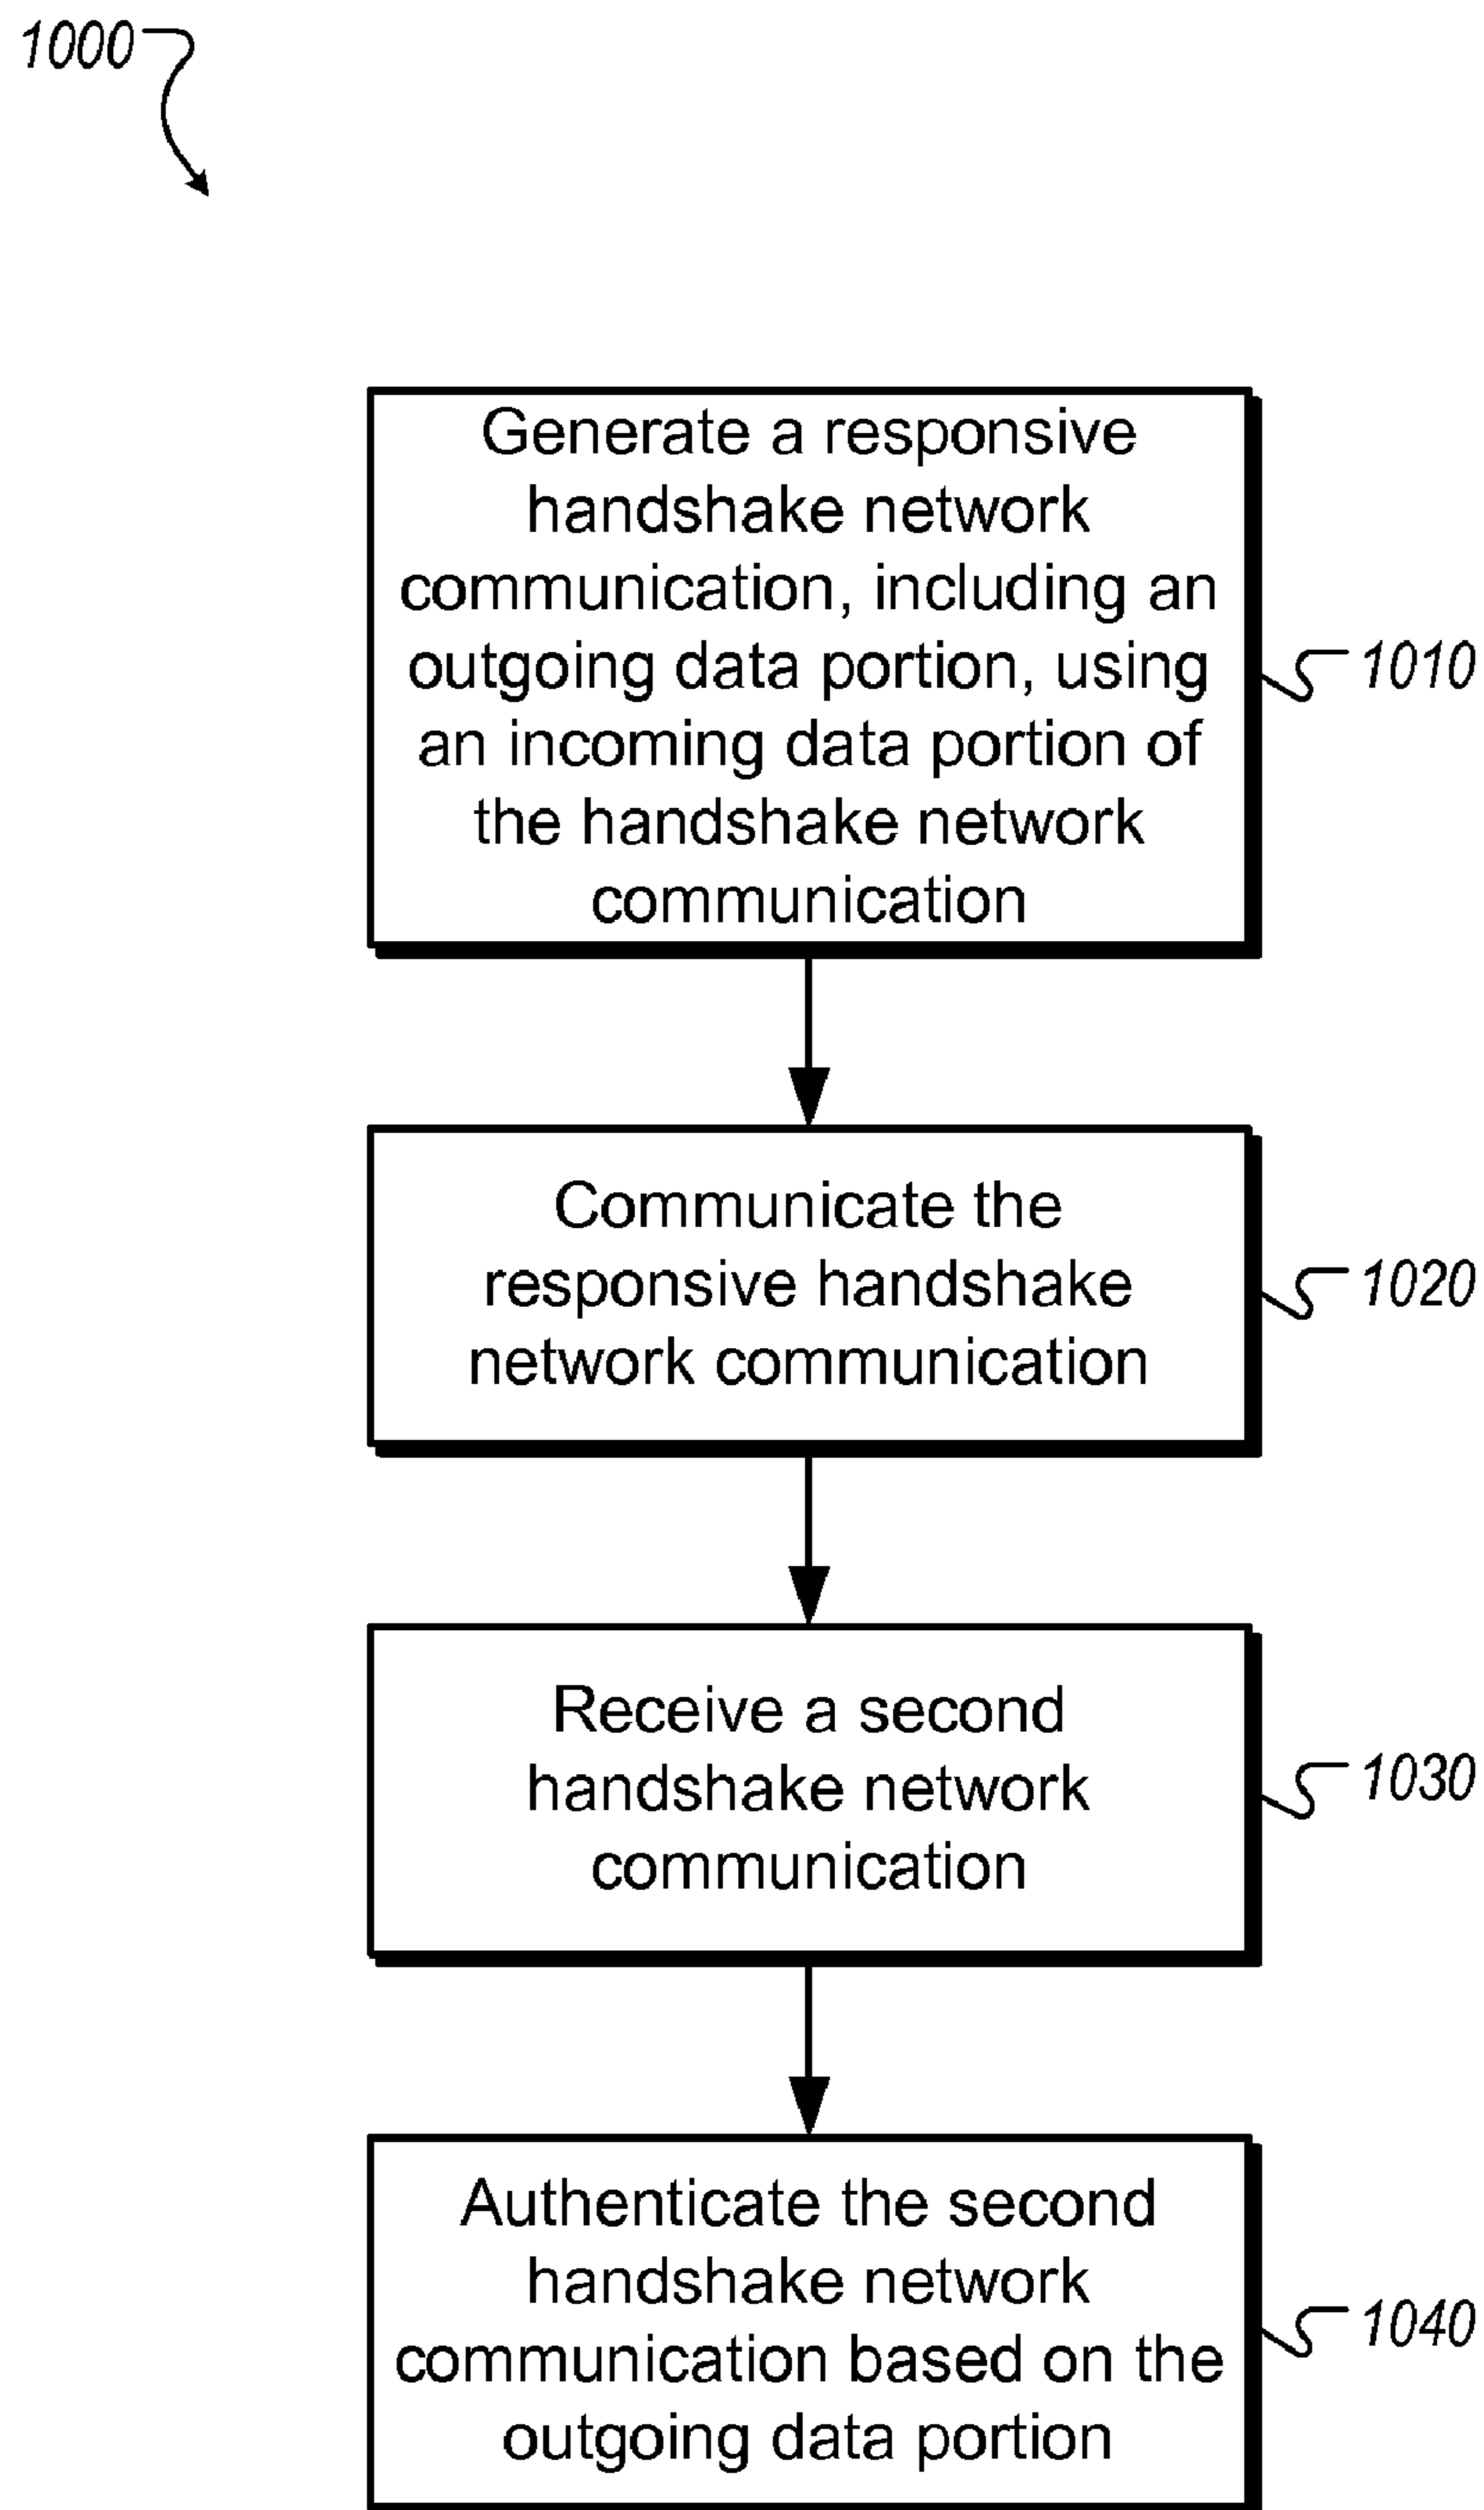 1000
Generate a responsive
handshake network
communication, including an
outgoing data portion, using
an incoming data portion of
the handshake network
communication
1010
Communicate the
responsive handshake
network communication
1020
Receive a second
handshake network
communication
1030
Authenticate the second
handshake network
communication based on the
outgoing data portion
1040